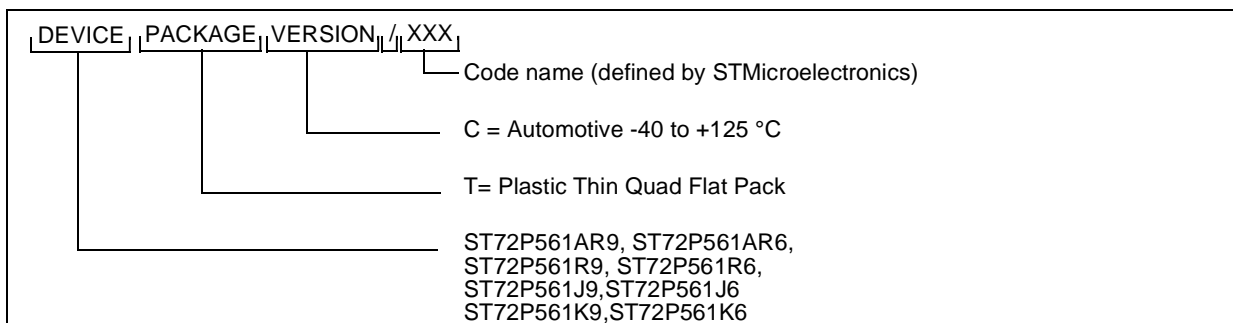 DEVICE PACKAGE VERSION / XXX
Code name (defined by STMicroelectronics)
C = Automotive -40 to +125 °C
T= Plastic Thin Quad Flat Pack
ST72P561AR9, ST72P561AR6,
ST72P561R9, ST72P561R6,
ST72P561J9,ST72P561J6
ST72P561K9,ST72P561K6